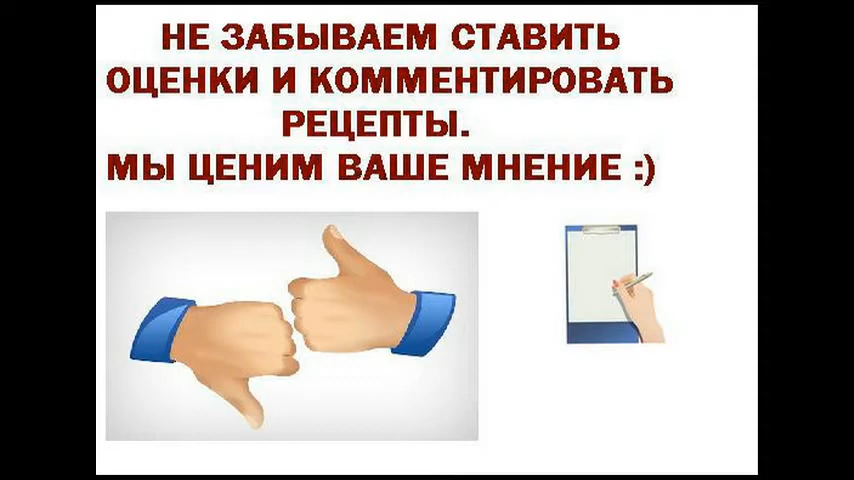 НЕ ЗАБЫВАЕМ СТАВИТЬ
ОЦЕНКИ И КОММЕНТИРОВАТЬ
РЕЦЕПТЫ.
МЫ ЦЕНИМ ВАШЕ МНЕНИЕ :)